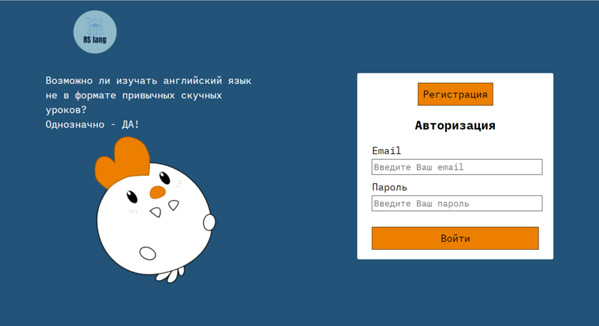 RS lang
Возможно ли изучать английский язык
не в формате привычных скучных
уроков?
Однозначно - ДА!
Регистрация
Авторизация
Email
Введите Ваш email
Пароль
Введите Ваш пароль
Войти